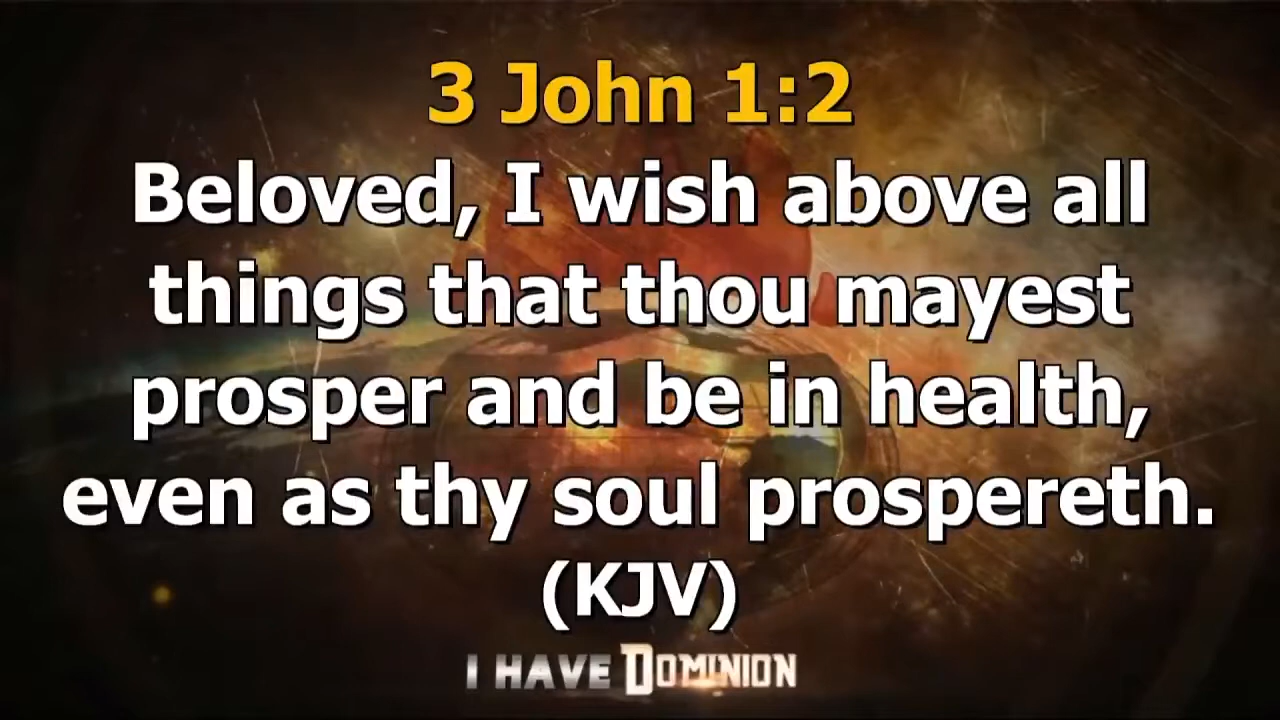 3 John 1:2
Beloved, I wish above all
things that thou mayest
prosper and be in health,
even as thy soul prospereth.
(KJV)
I HAVE DOMINION